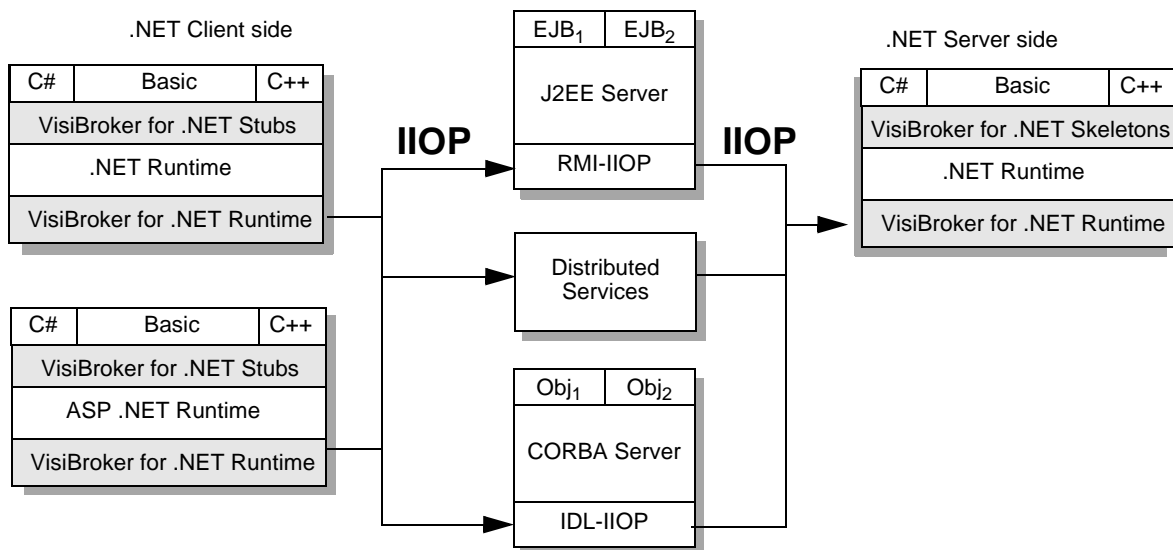 .NET Client side
C# Basic C++
VisiBroker for .NET Stubs
.NET Runtime
VisiBroker for .NET Runtime
C# Basic C++
VisiBroker for .NET Stubs
ASP .NET Runtime
VisiBroker for .NET Runtime
IIOP
EJB1 EJB2
J2EE Server
RMI-IIOP
Distributed
Services
Obj1 Obj2
CORBA Server
IDL-IIOP
IIOP
.NET Server side
C# Basic C++
VisiBroker for .NET Skeletons
.NET Runtime
VisiBroker for .NET Runtime